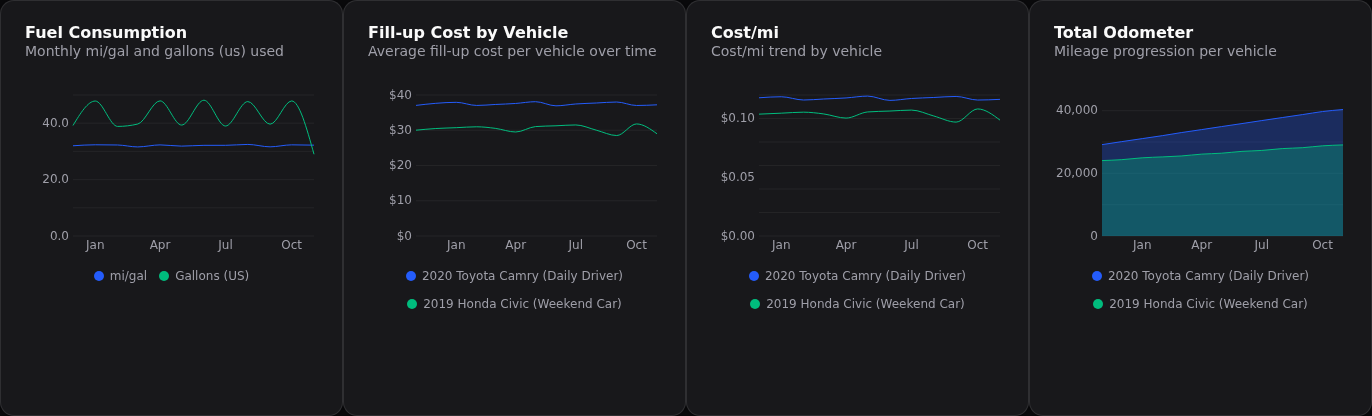 Fuel Consumption
Monthly mi/gal and gallons (us) used
40.0
20.0
0.0
Jan Apr Jul Oct
mi/gal Gallons (US)
Fill-up Cost by Vehicle
Average fill-up cost per vehicle over time
$40
$30
$20
$10
$0
Jan Apr Jul Oct
2020 Toyota Camry (Daily Driver)
2019 Honda Civic (Weekend Car)
Cost/mi
Cost/mi trend by vehicle
$0.10
$0.05
$0.00
Jan Apr Jul Oct
2020 Toyota Camry (Daily Driver)
2019 Honda Civic (Weekend Car)
Total Odometer
Mileage progression per vehicle
40,000
20,000
0
Jan Apr Jul Oct
2020 Toyota Camry (Daily Driver)
2019 Honda Civic (Weekend Car)